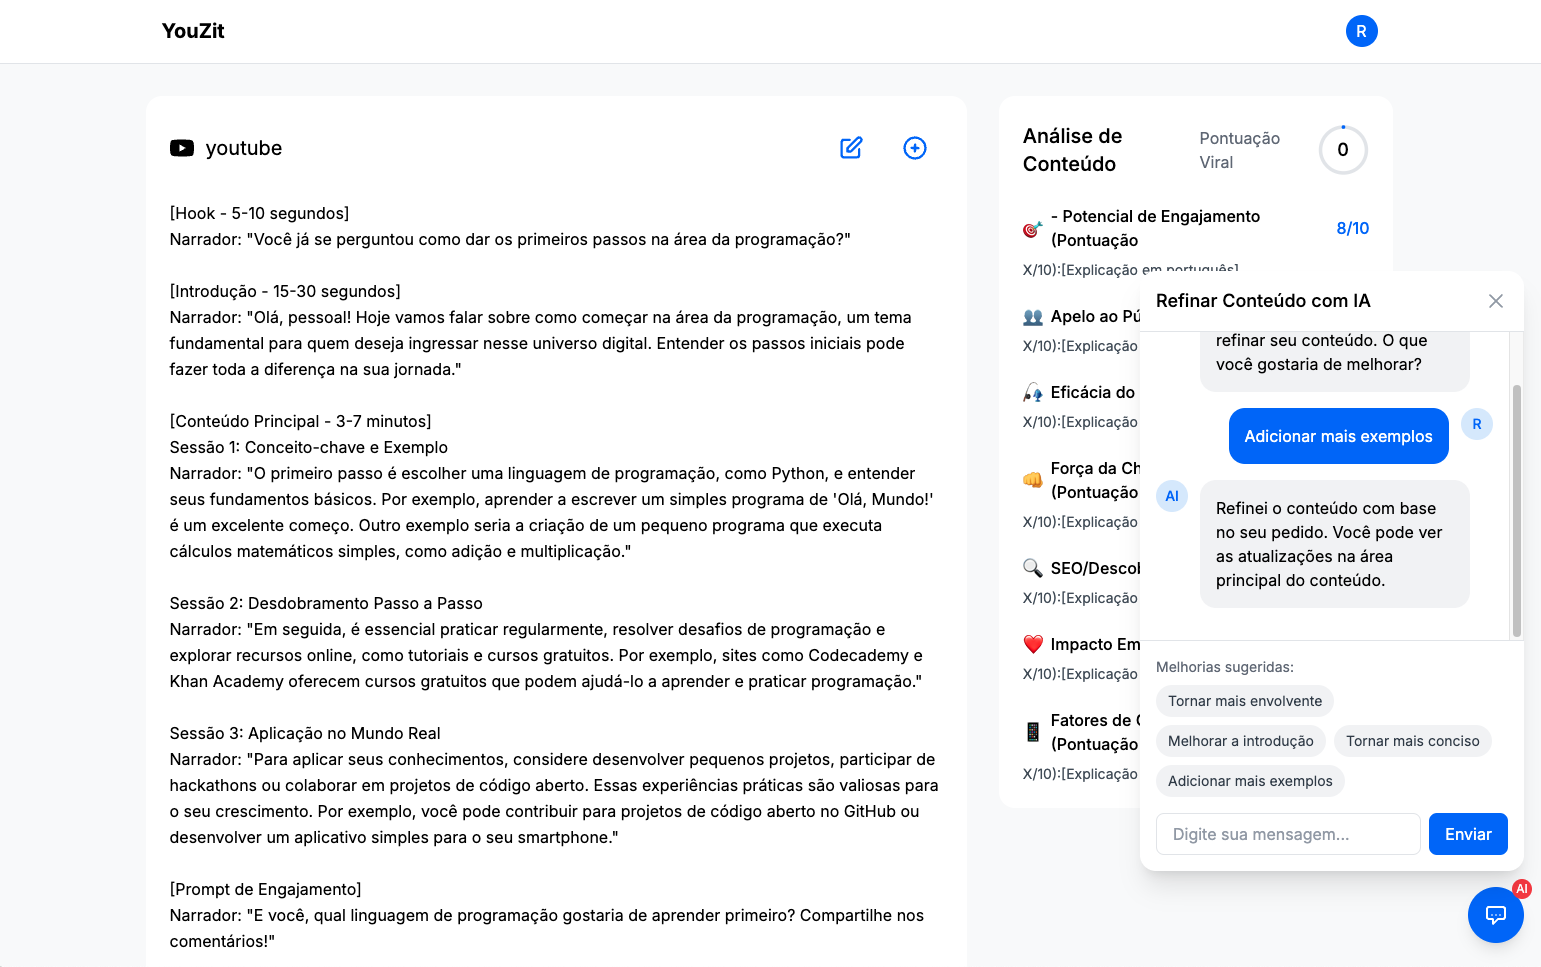 YouZit
R
youtube
[Hook - 5-10 segundos]
Narrador: "Você já se perguntou como dar os primeiros passos na área da programação?"
[Introdução - 15-30 segundos]
Narrador: "Olá, pessoal! Hoje vamos falar sobre como começar na área da programação, um tema
fundamental para quem deseja ingressar nesse universo digital. Entender os passos iniciais pode
fazer toda a diferença na sua jornada."
[Conteúdo Principal - 3-7 minutos]
Sessão 1: Conceito-chave e Exemplo
Narrador: "O primeiro passo é escolher uma linguagem de programação, como Python, e entender
seus fundamentos básicos. Por exemplo, aprender a escrever um simples programa de 'Olá, Mundo!'
é um excelente começo. Outro exemplo seria a criação de um pequeno programa que executa
cálculos matemáticos simples, como adição e multiplicação."
Sessão 2: Desdobramento Passo a Passo
Narrador: "Em seguida, é essencial praticar regularmente, resolver desafios de programação e
explorar recursos online, como tutoriais e cursos gratuitos. Por exemplo, sites como Codecademy e
Khan Academy oferecem cursos gratuitos que podem ajudá-lo a aprender e praticar programação."
Sessão 3: Aplicação no Mundo Real
Narrador: "Para aplicar seus conhecimentos, considere desenvolver pequenos projetos, participar de
hackathons ou colaborar em projetos de código aberto. Essas experiências práticas são valiosas para
o seu crescimento. Por exemplo, você pode contribuir para projetos de código aberto no GitHub ou
desenvolver um aplicativo simples para o seu smartphone."
[Prompt de Engajamento]
Narrador: "E você, qual linguagem de programação gostaria de aprender primeiro? Compartilhe nos
comentários!"
Análise de
Conteúdo
Pontuação
Viral
0
- Potencial de Engajamento
(Pontuação
8/10
X/10):[Explicação em português]
Apelo ao Pú
X/10):[Explicação
Eficácia do
X/10):[Explicação
Força da Ch
(Pontuação
X/10):[Explicação
SEO/Descob
X/10):[Explicação
Impacto Em
X/10):[Explicação
Fatores de
(Pontuação
X/10):[Explicação
Refinar Conteúdo com IA
refinar seu conteúdo. O que
você gostaria de melhorar?
Adicionar mais exemplos
R
AI
Refinei o conteúdo com base
no seu pedido. Você pode ver
as atualizações na área
principal do conteúdo.
Melhorias sugeridas:
Tornar mais envolvente
Melhorar a introdução
Tornar mais conciso
Adicionar mais exemplos
Digite sua mensagem...
Enviar
AI